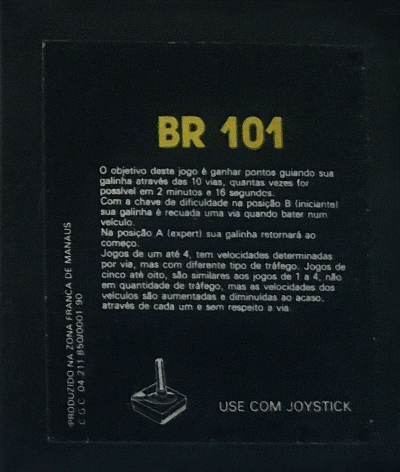 BR 101
O objetivo deste jogo é ganhar pontos guiando sua
galinha através das 10 vias, quantas vezes for
possível em 2 minutos e 16 segundos.
Com a chave de dificuldade na posição B (iniciante)
sua galinha é recuada uma via quando bater num
veículo.
Na posição A (expert) sua galinha retornará ao
começo.
Jogos de um até 4, tem velocidades determinadas
por via, mas com diferente tipo de tráfego. Jogos de
cinco até oito, são similares aos jogos de 1 a 4, não
em quantidade de tráfego, mas as velocidades dos
veículos são aumentadas e diminuidas ao acaso,
através de cada um e sem respeito a via.
USE COM JOYSTICK
PRODUZIDO NA ZONA FRANCA DE MANAUS
C G C 04 211 850/0001 90